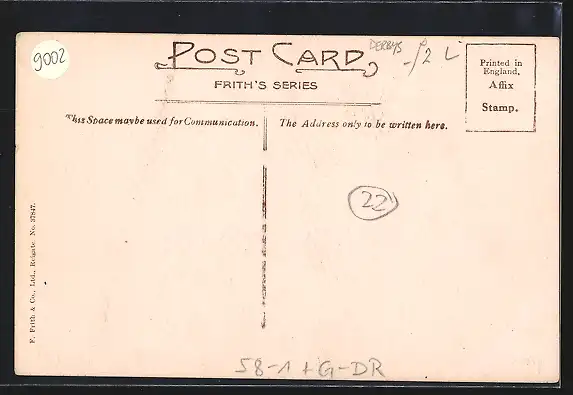 9002
POST CARD
DERBYS
-/2 L
FRITH'S SERIES
Printed in
England.
Affix
Stamp.
This Space may be used for Communication.
The Address only to be written here.
22
F. Frith & Co., Ltd., Reigate No. 37847.
58-1+G-DR